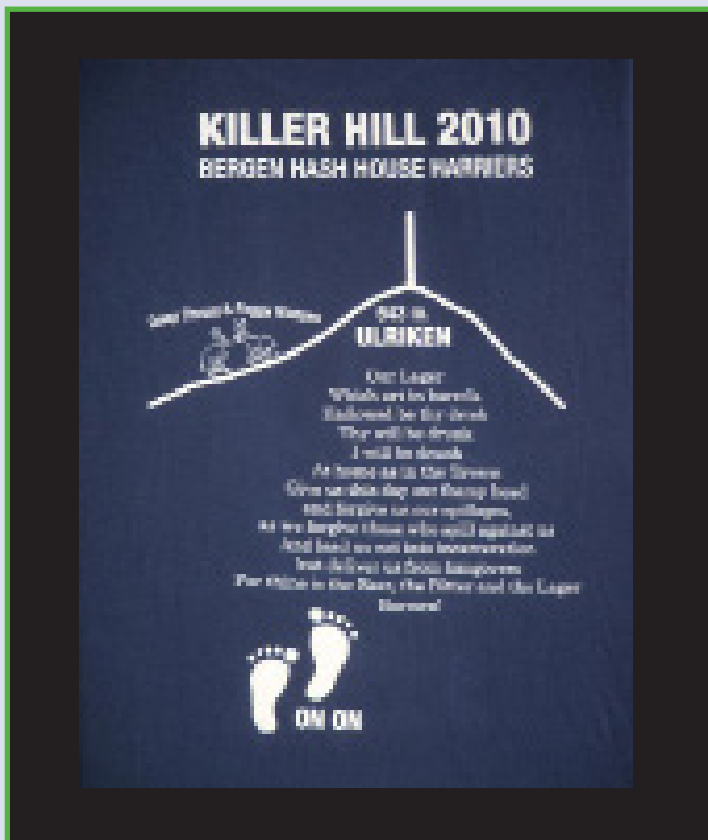 KILLER HILL 2010
BERGEN HASH HOUSE HARRIERS
643 m.
ULRIKEN
Our Lager
Which art in barrels
Hallowed be thy drink
Thy will be drunk
I will be drunk
At home as in the Tavern
Give us this day our foamy head
and forgive us our spillages,
As we forgive those who spill against us
And lead us not into incarceration
but deliver us from hangovers
For thine is the Beer, the Bitter and the Lager
ON ON